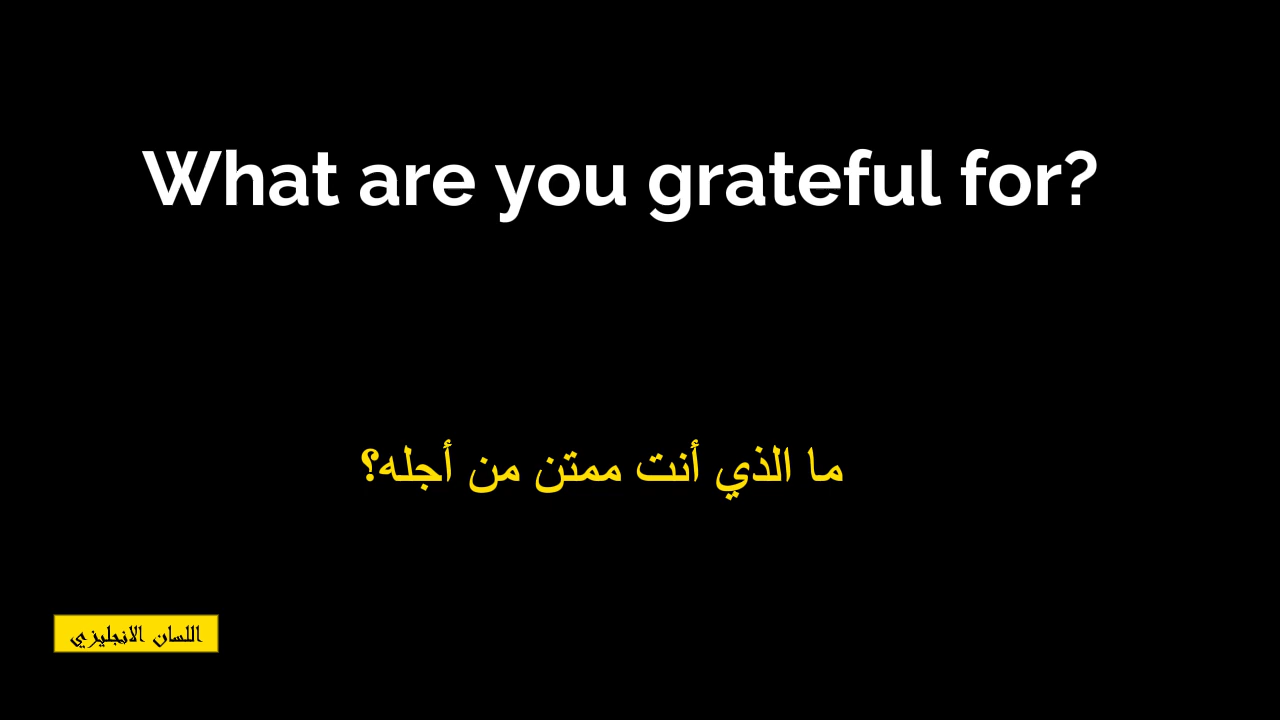 What are you grateful for?
ما الذي أنت ممتن من أجله؟
اللسان الانجليزي